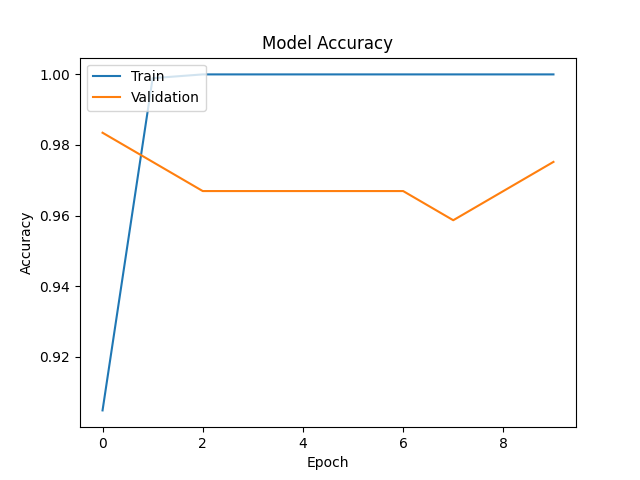 Model Accuracy
1.00
0.98
0.96
0.94
0.92
Accuracy
Train
Validation
0 2 4 6 8
Epoch